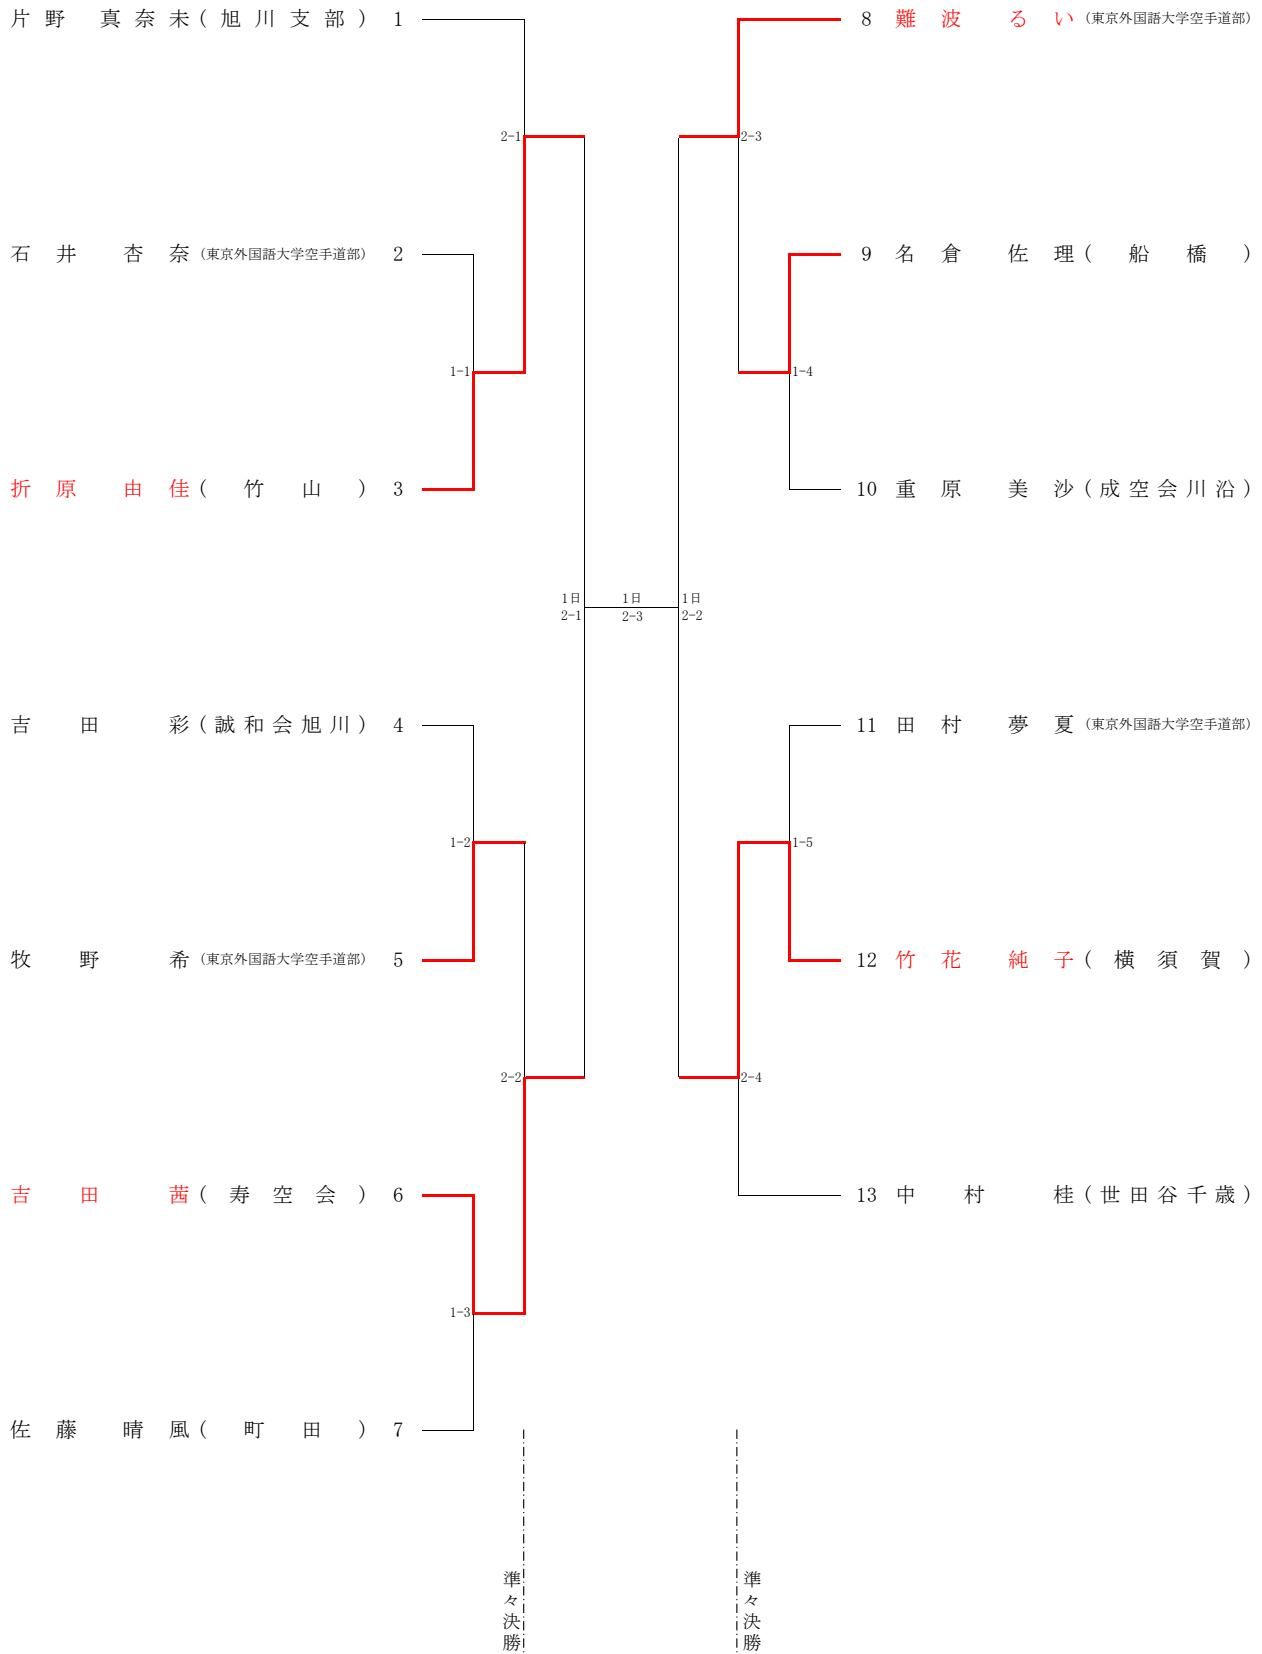 片野真奈未(旭川支部) 1
2-1
石井杏奈(東京外国語大学空手道部) 2
1-1
折原由佳(竹山) 3
吉田彩(誠和会旭川) 4
1-2
牧野希(東京外国語大学空手道部) 5
2-2
吉田茜(寿空会) 6
1-3
佐藤晴風(町田) 7
1日
2-1
1日
2-3
1日
2-2
8 難波るい(東京外国語大学空手道部)
2-3
9 名倉佐理(船橋)
1-4
10 重原美沙(成空会川沿)
11 田村夢夏(東京外国語大学空手道部)
1-5
12 竹花純子(横須賀)
2-4
13 中村桂(世田谷千歳)
準々決勝
準々決勝